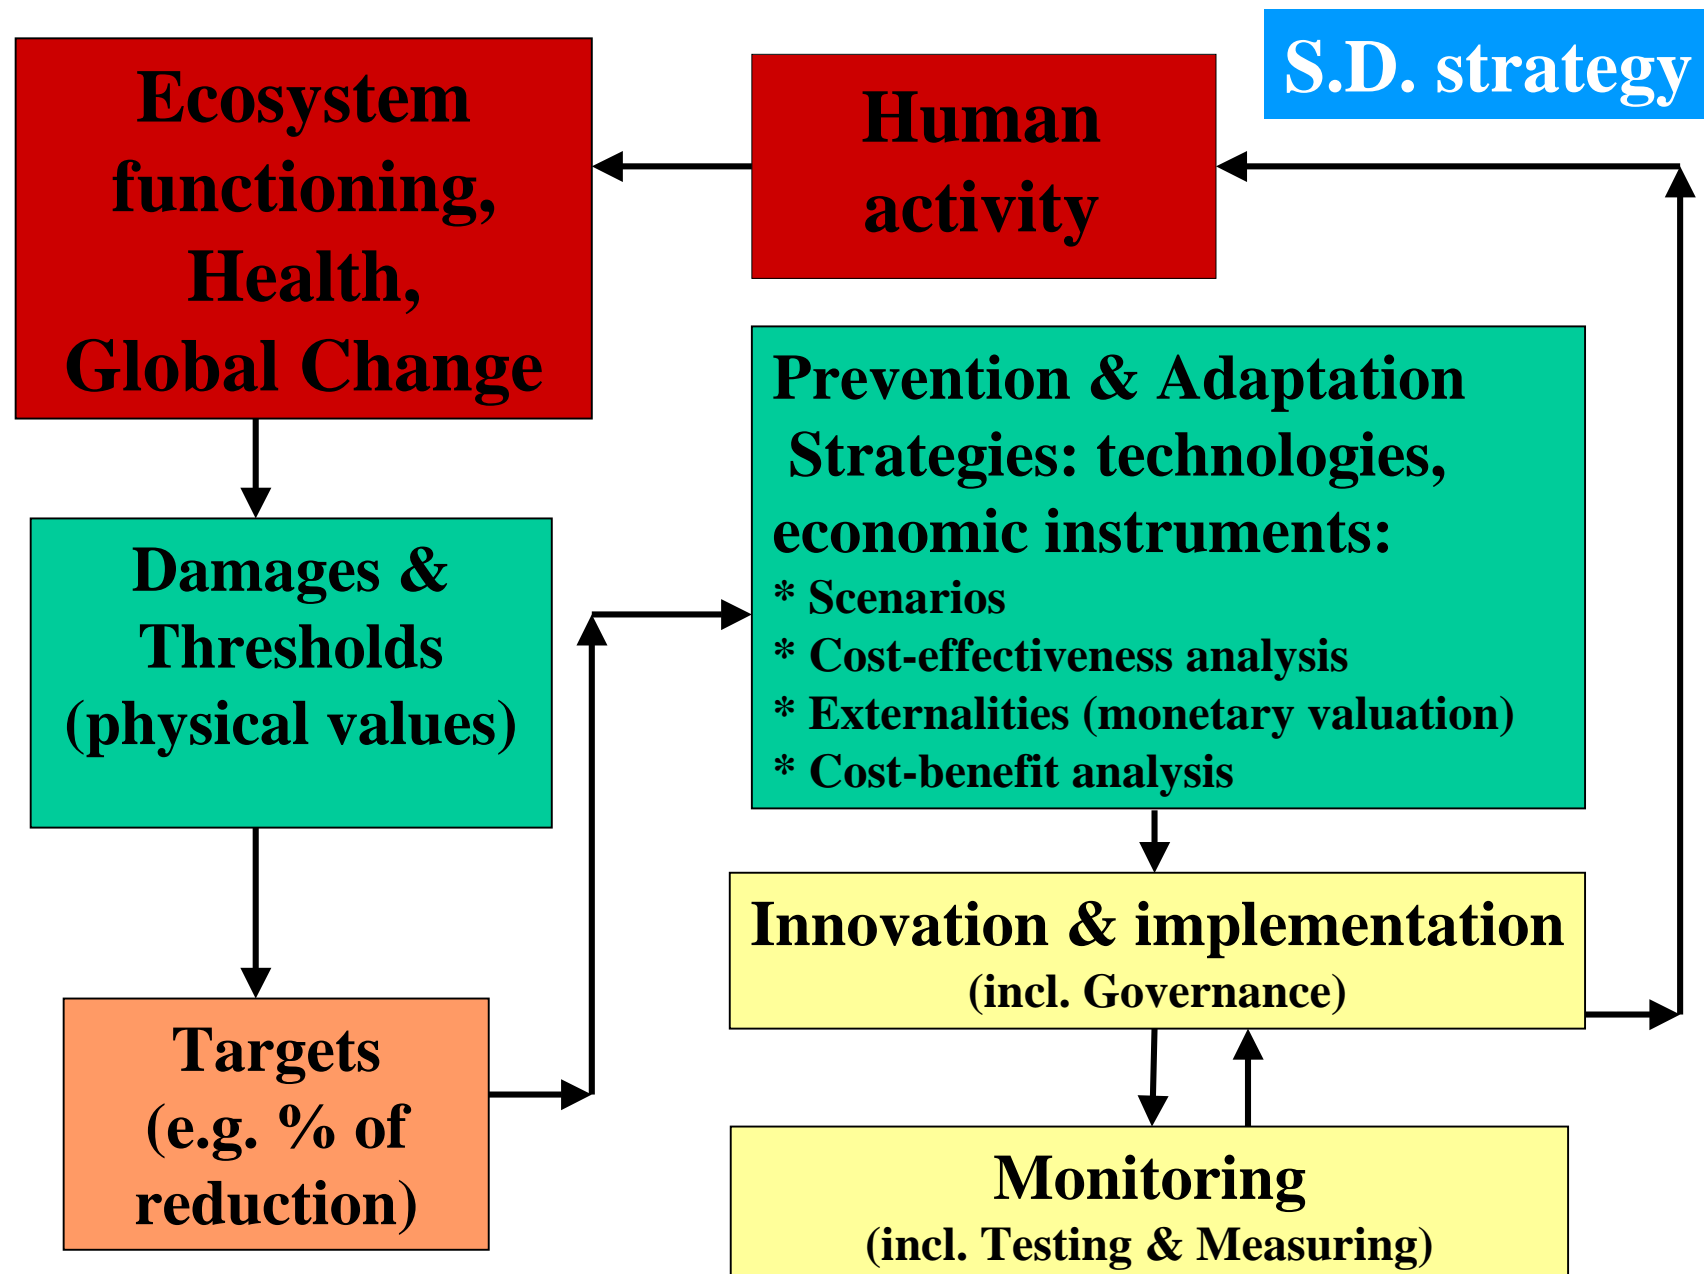 S.D. strategy
Ecosystem
functioning,
Health,
Global Change
Human
activity
Damages &
Thresholds
(physical values)
Targets
(e.g. % of
reduction)
Prevention & Adaptation
Strategies: technologies,
economic instruments:
* Scenarios
* Cost-effectiveness analysis
* Externalities (monetary valuation)
* Cost-benefit analysis
Innovation & implementation
(incl. Governance)
Monitoring
(incl. Testing & Measuring)